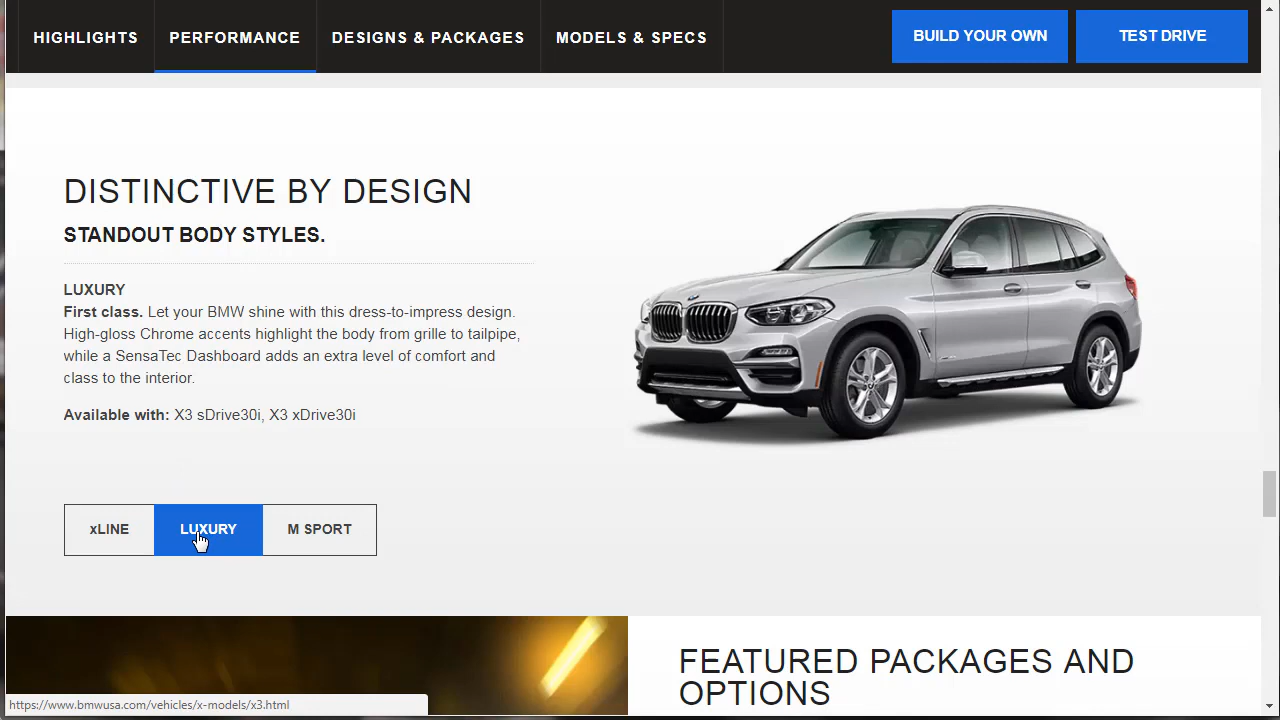 HIGHLIGHTS
PERFORMANCE
DESIGNS & PACKAGES
MODELS & SPECS
BUILD YOUR OWN
TEST DRIVE
DISTINCTIVE BY DESIGN
STANDOUT BODY STYLES.
LUXURY
First class. Let your BMW shine with this dress-to-impress design.
High-gloss Chrome accents highlight the body from grille to tailpipe,
while a SensaTec Dashboard adds an extra level of comfort and
class to the interior.
Available with: X3 sDrive30i, X3 xDrive30i
xLINE
LUXURY
M SPORT
FEATURED PACKAGES AND
OPTIONS
https://www.bmwusa.com/vehicles/x-models/x3.html